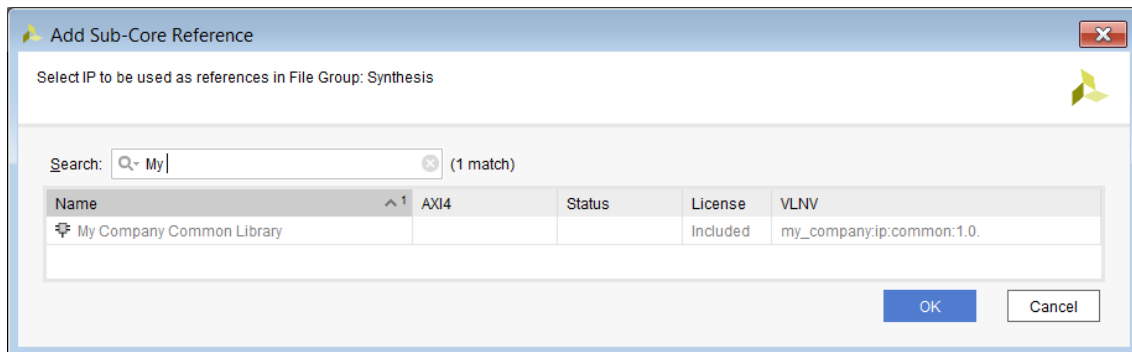 Add Sub-Core Reference
Select IP to be used as references in File Group: Synthesis
Search: My (1 match)
Name 1 AXI4 Status License VLNV
My Company Common Library Included my_company:ip:common:1.0.
OK Cancel